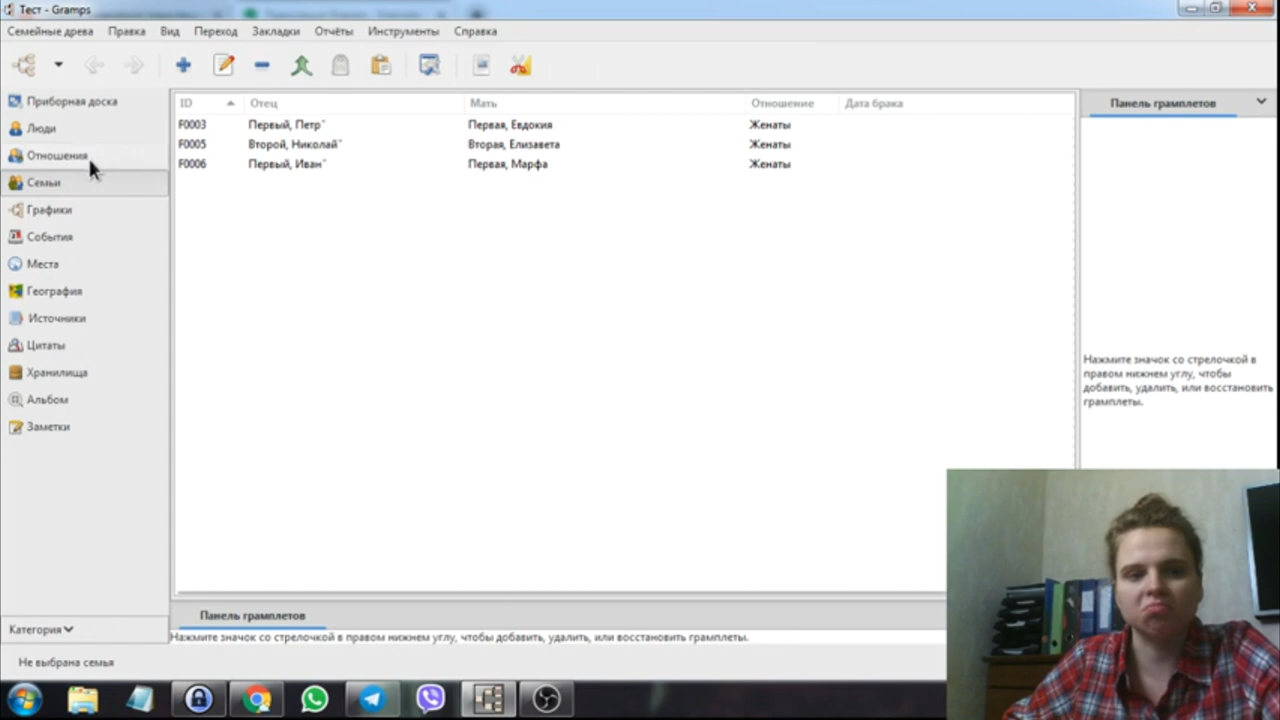 Тест - Gramps
Семейные древа Правка Вид Переход Закладки Отчёты Инструменты Справка
Приборная доска
Люди
Отношения
Семьи
Графики
События
Места
География
Источники
Цитаты
Хранилища
Альбом
Заметки
Категория
ID Отец Мать Отношение Дата брака
F0003 Первый, Петр* Первая, Евдокия Женаты
F0005 Второй, Николай* Вторая, Елизавета Женаты
F0006 Первый, Иван* Первая, Марфа Женаты
Панель грамплетов
Нажмите значок со стрелочкой в
правом нижнем углу, чтобы
добавить, удалить, или восстановить
грамплеты.
Панель грамплетов
Нажмите значок со стрелочкой в правом нижнем углу, чтобы добавить, удалить, или восстановить грамплеты.
Не выбрана семья